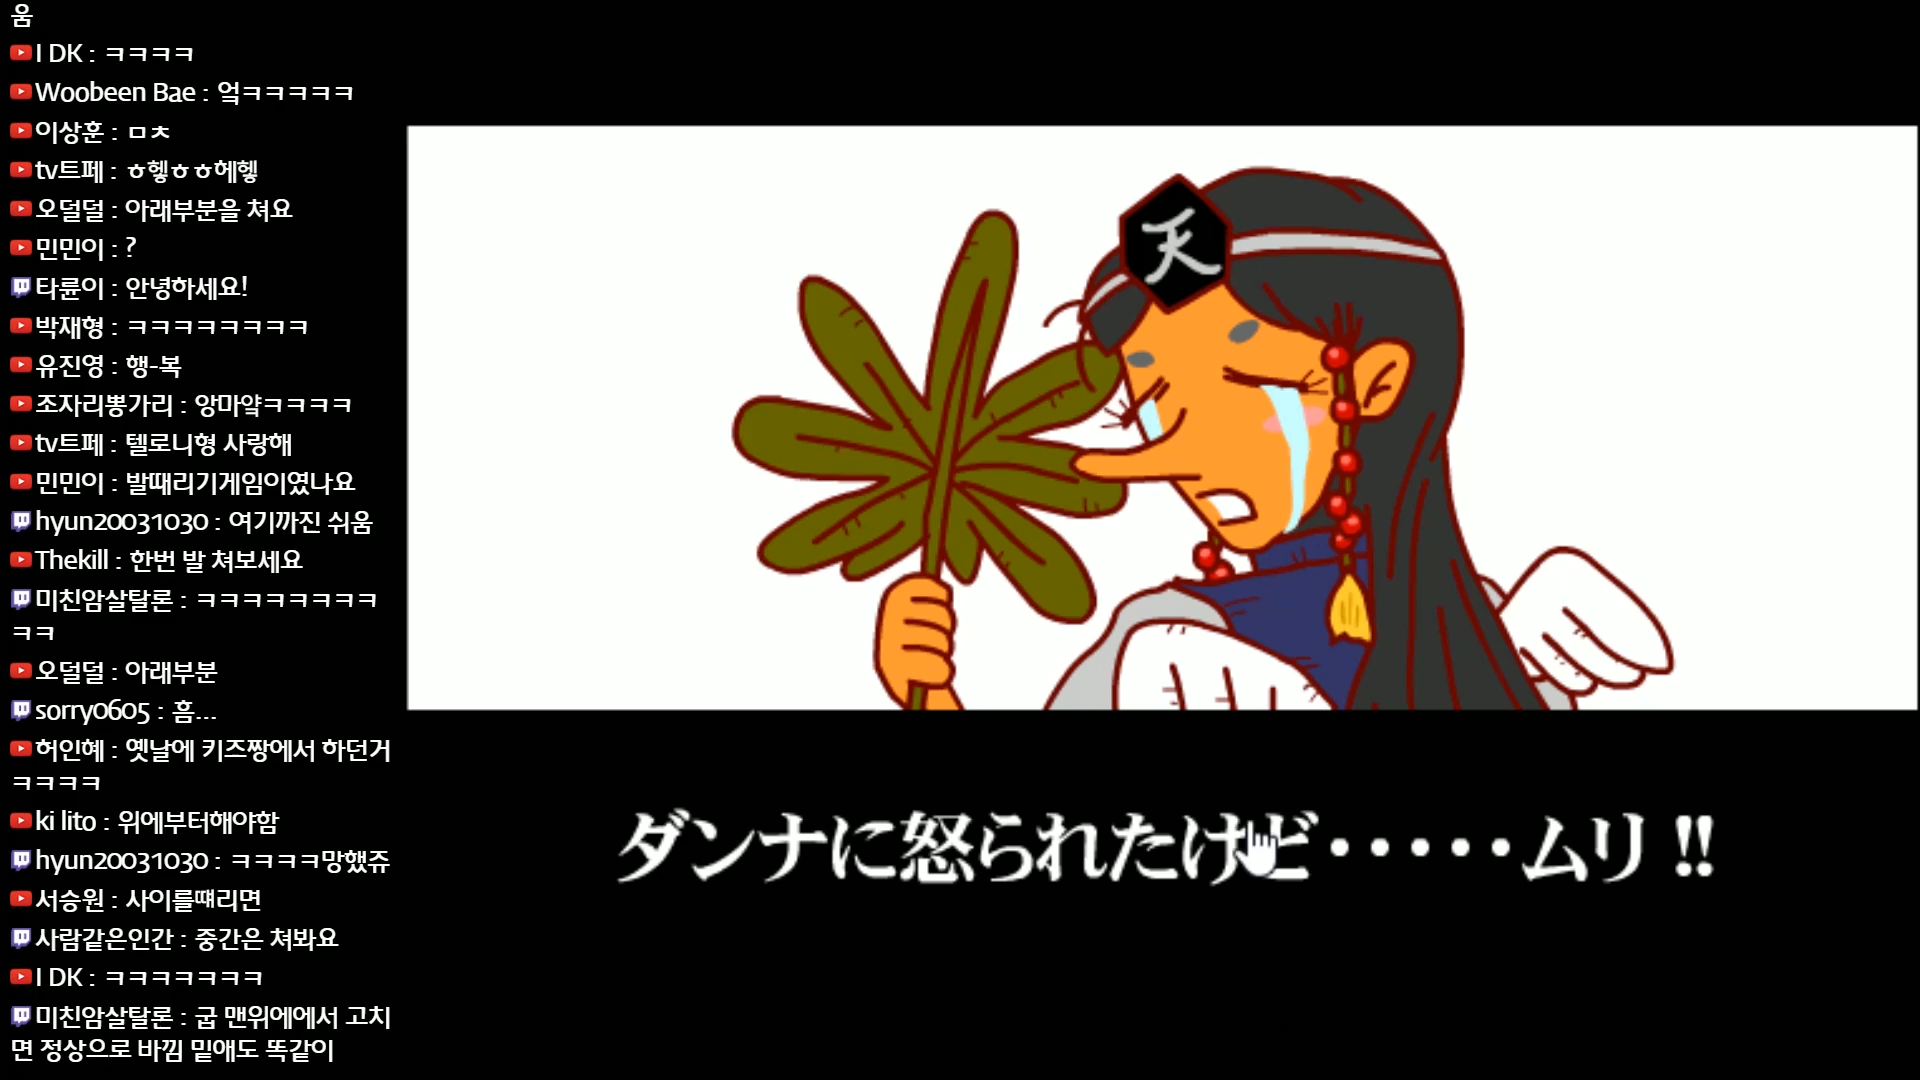 움
I DK : ㅋㅋㅋㅋ
Woobeen Bae : 엌ㅋㅋㅋㅋㅋ
이상훈 : ㅁㅊ
tv트페 : ㅎ헿ㅎㅎ헤헿
오덜덜 : 아래부분을 쳐요
민민이 : ?
타륜이 : 안녕하세요!
박재형 : ㅋㅋㅋㅋㅋㅋㅋㅋ
유진영 : 행-복
조자리뽕가리 : 앙마앜ㅋㅋㅋㅋ
tv트페 : 텔로니형 사랑해
민민이 : 발때리기게임이였나요
hyun20031030 : 여기까진 쉬움
Thekill : 한번 발 쳐보세요
미친암살탈론 : ㅋㅋㅋㅋㅋㅋㅋㅋ
ㅋㅋ
오덜덜 : 아래부분
sorry0605 : 흠...
허인혜 : 옛날에 키즈짱에서 하던거
ㅋㅋㅋㅋ
ki lito : 위에부터해야함
hyun20031030 : ㅋㅋㅋㅋ망했쥬
서승원 : 사이를떄리면
사람같은인간 : 중간은 쳐봐요
I DK : ㅋㅋㅋㅋㅋㅋㅋ
미친암살탈론 : 굽 맨위에에서 고치
면 정상으로 바낌 밑애도 똑같이
天
ダンナに怒られたけど・・・・・ムリ!!